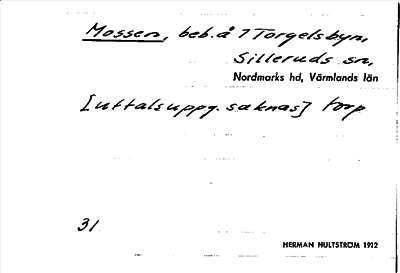 Mossen, beb. å 7 Torgelsbyn,
Silleruds sn,
Nordmarks hd, Värmlands län
[uttalsuppg. saknas] torp
31
HERMAN HULTSTRÖM 1912